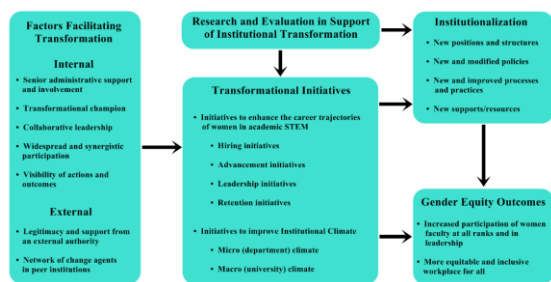 Factors Facilitating
Transformation
Internal
• Senior administrative support
and involvement
• Transformational champion
• Collaborative leadership
• Widespread and synergistic
participation
• Visibility of actions and
outcomes
External
• Legitimacy and support from
an external authority
• Network of change agents
in peer institutions
Research and Evaluation in Support
of Institutional Transformation
Transformational Initiatives
• Initiatives to enhance the career trajectories
of women in academic STEM
• Hiring initiatives
• Advancement initiatives
• Leadership initiatives
• Retention initiatives
• Initiatives to improve Institutional Climate
• Micro (department) climate
• Macro (university) climate
Institutionalization
• New positions and structures
• New and modified policies
• New and improved processes
and practices
• New supports/resources
Gender Equity Outcomes
• Increased participation of women
faculty at all ranks and in
leadership
• More equitable and inclusive
workplace for all